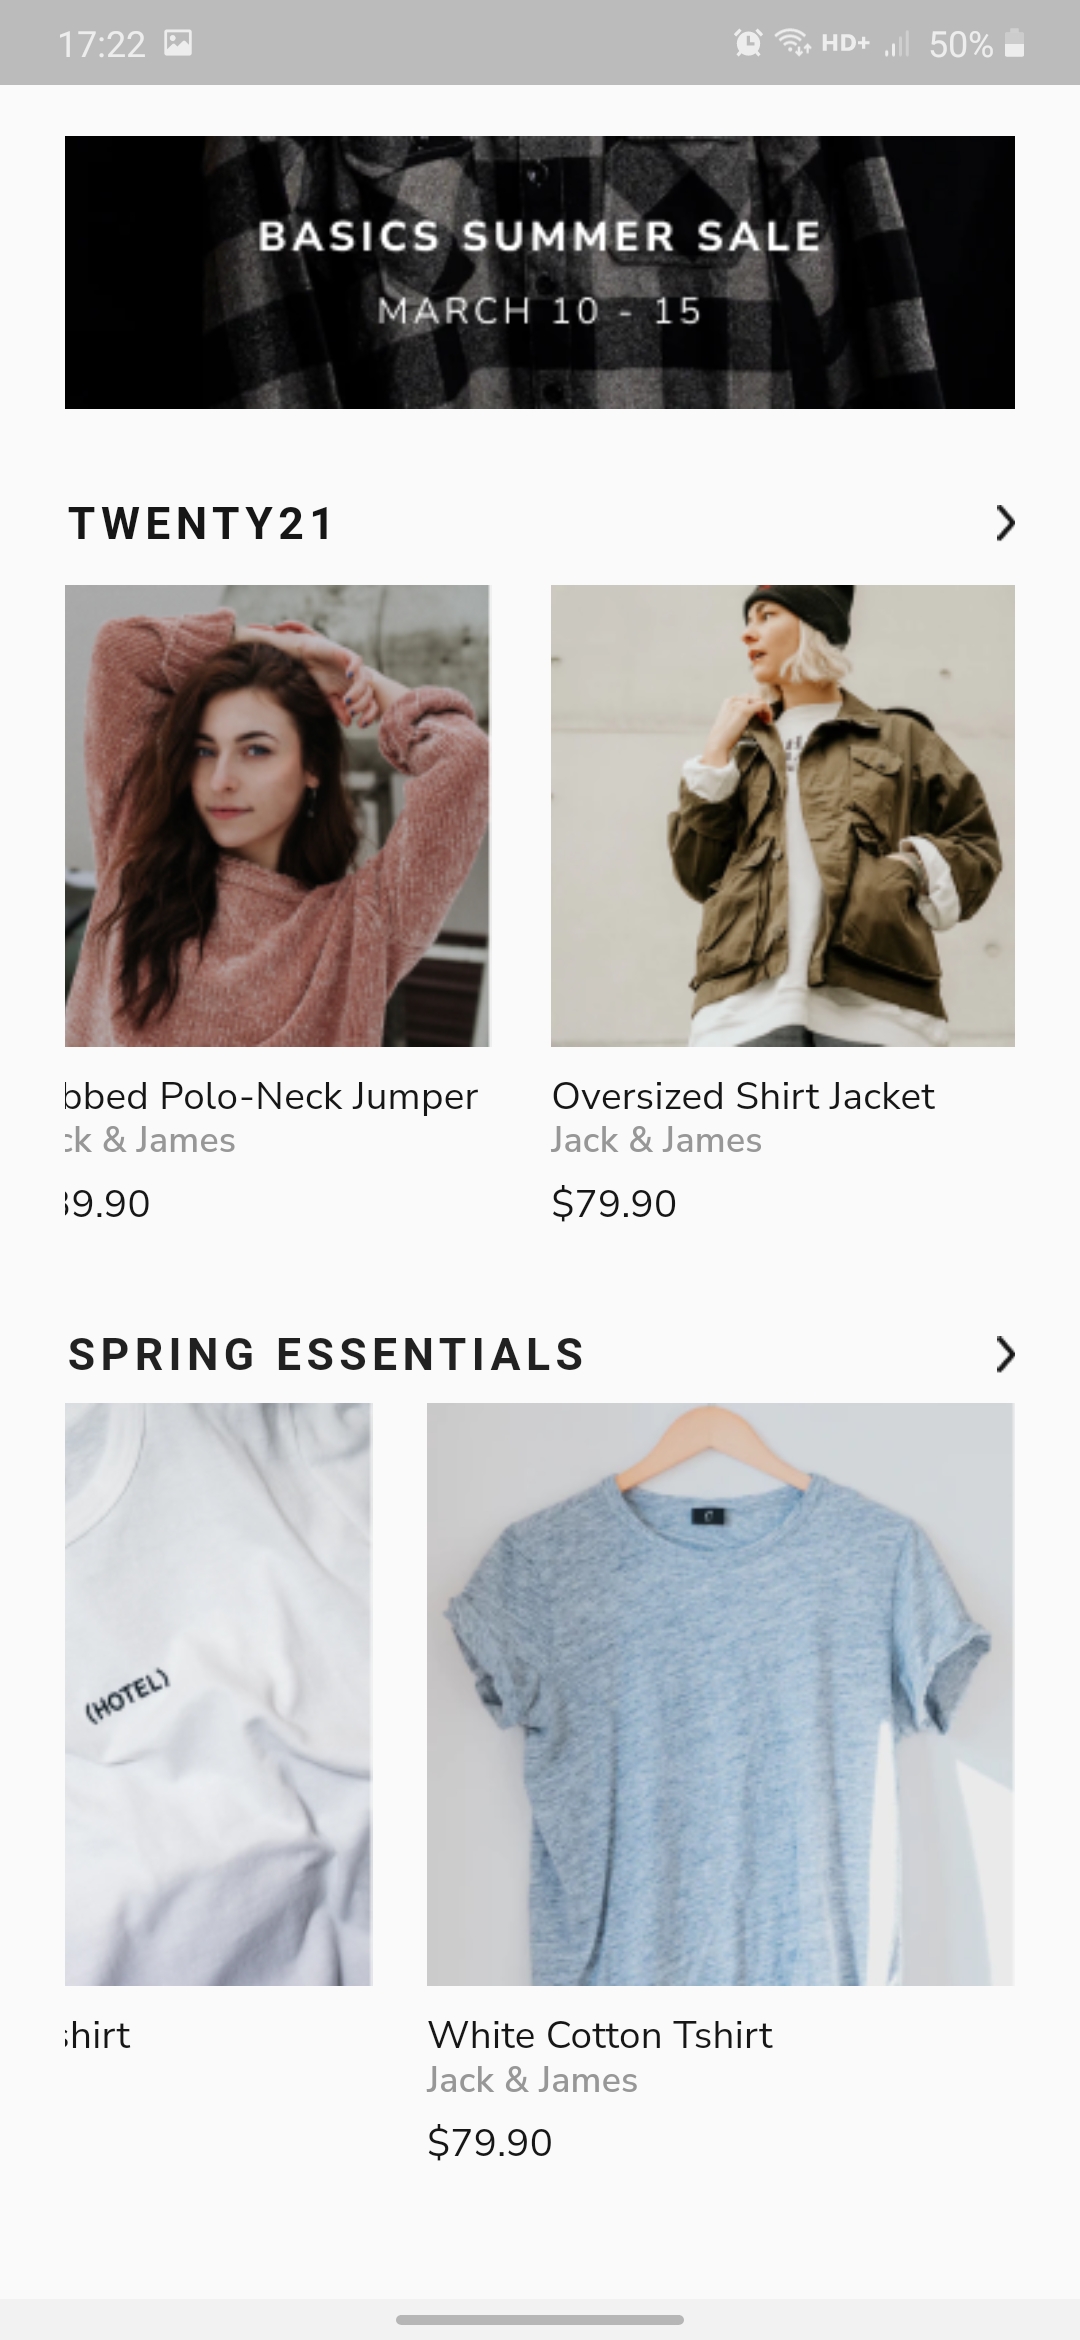 17:22 HD+ 50%
BASICS SUMMER SALE
MARCH 10 - 15
TWENTY21
bbed Polo-Neck Jumper
ck & James
9.90
Oversized Shirt Jacket
Jack & James
$79.90
SPRING ESSENTIALS
(HOTEL)
hirt
White Cotton Tshirt
Jack & James
$79.90